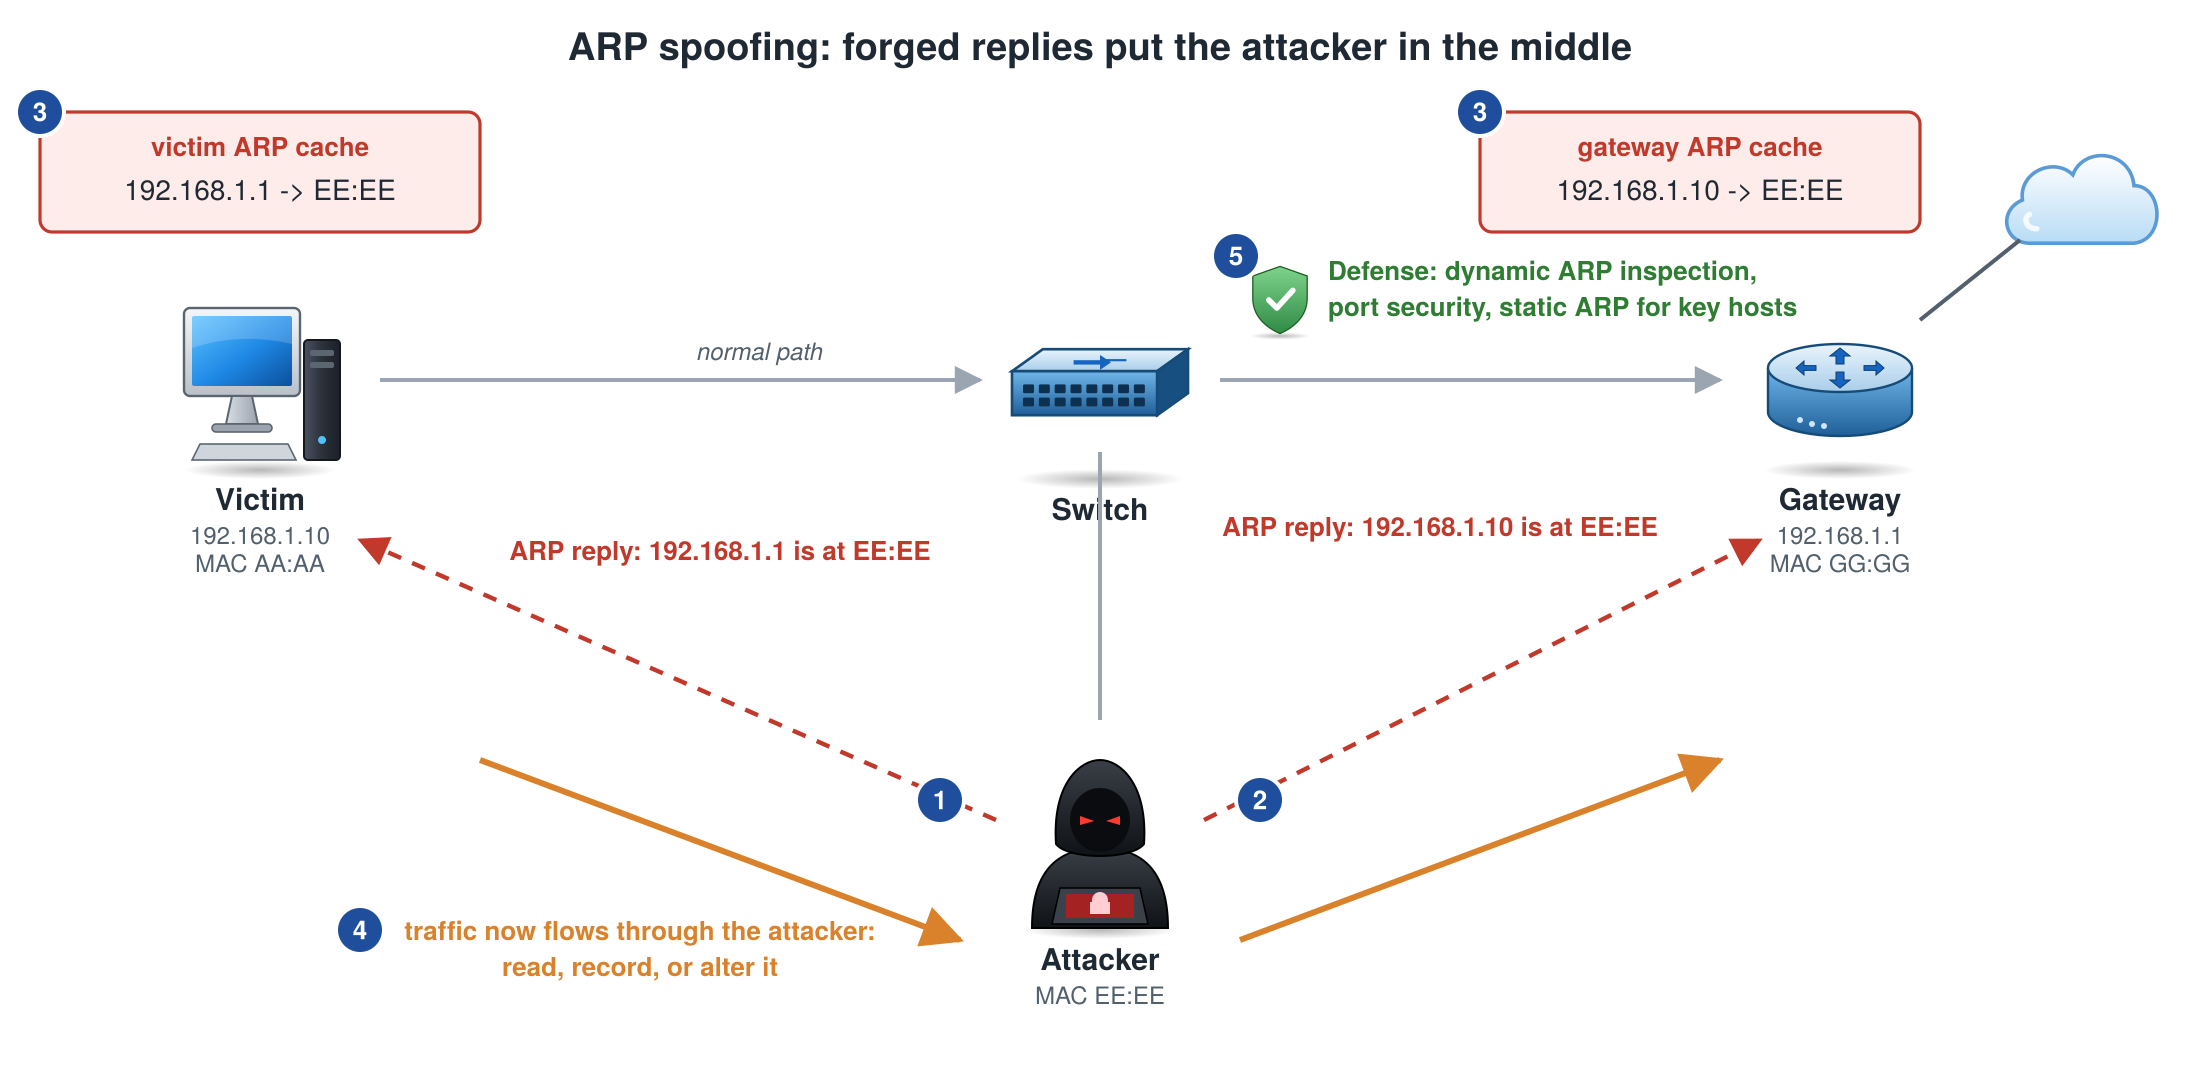 ARP spoofing: forged replies put the attacker in the middle
3
victim ARP cache
192.168.1.1 -> EE:EE
3
gateway ARP cache
192.168.1.10 -> EE:EE
5
Defense: dynamic ARP inspection,
port security, static ARP for key hosts
normal path
Victim
192.168.1.10
MAC AA:AA
Switch
Gateway
192.168.1.1
MAC GG:GG
ARP reply: 192.168.1.1 is at EE:EE
ARP reply: 192.168.1.10 is at EE:EE
1
2
4
traffic now flows through the attacker:
read, record, or alter it
Attacker
MAC EE:EE